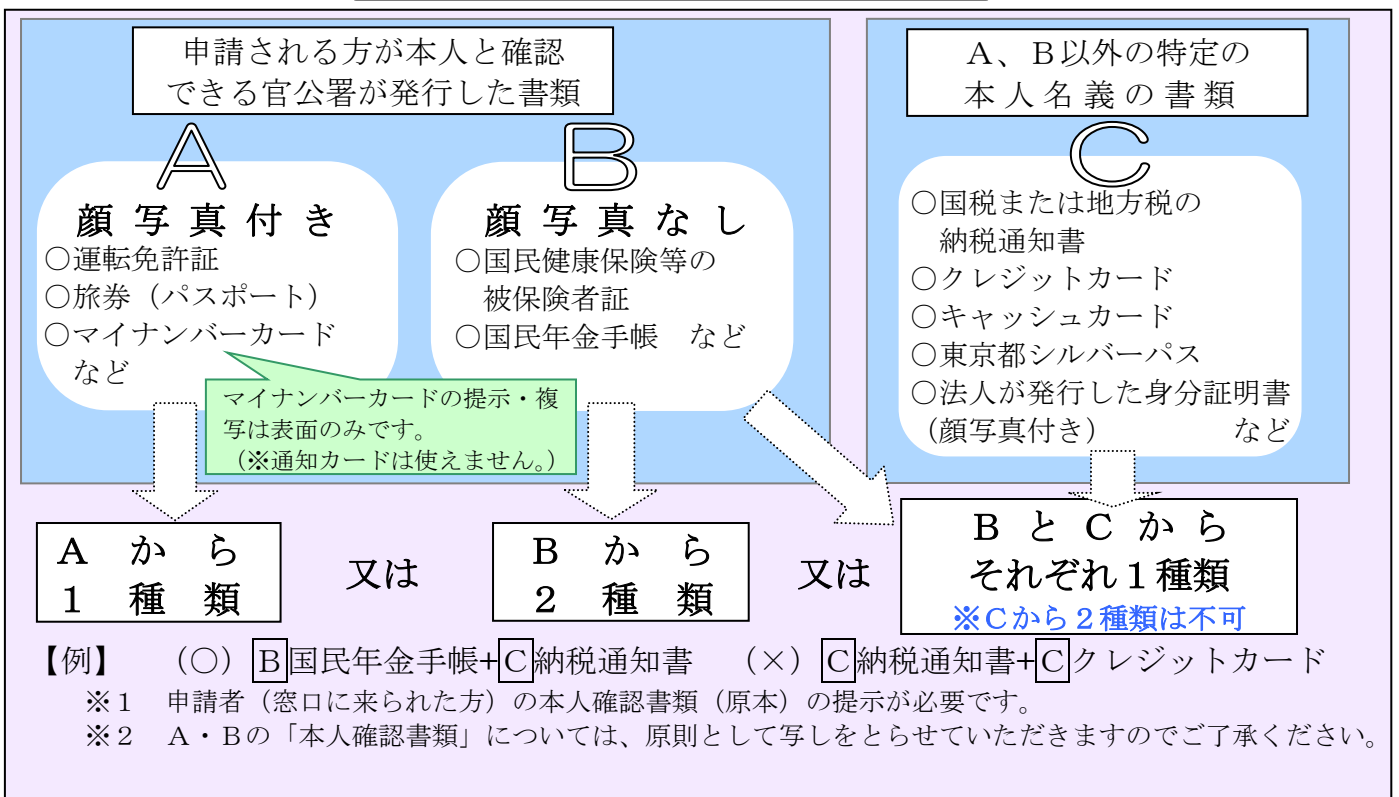 申請される方が本人と確認
できる官公署が発行した書類
A
顔写真付き
○運転免許証
○旅券（パスポート）
○マイナンバーカード
など
マイナンバーカードの提示・複
写は表面のみです。
（※通知カードは使えません。）
B
顔写真なし
○国民健康保険等の
被保険者証
○国民年金手帳　など
A、B以外の特定の
本人名義の書類
C
○国税または地方税の
納税通知書
○クレジットカード
○キャッシュカード
○東京都シルバーパス
○法人が発行した身分証明書
（顔写真付き）　など
Aから
1種類
又は
Bから
2種類
又は
BとCから
それぞれ1種類
※Cから2種類は不可
【例】　（○）B国民年金手帳+C納税通知書　（×）C納税通知書+Cクレジットカード
※1　申請者（窓口に来られた方）の本人確認書類（原本）の提示が必要です。
※2　A・Bの「本人確認書類」については、原則として写しをとらせていただきますのでご了承ください。